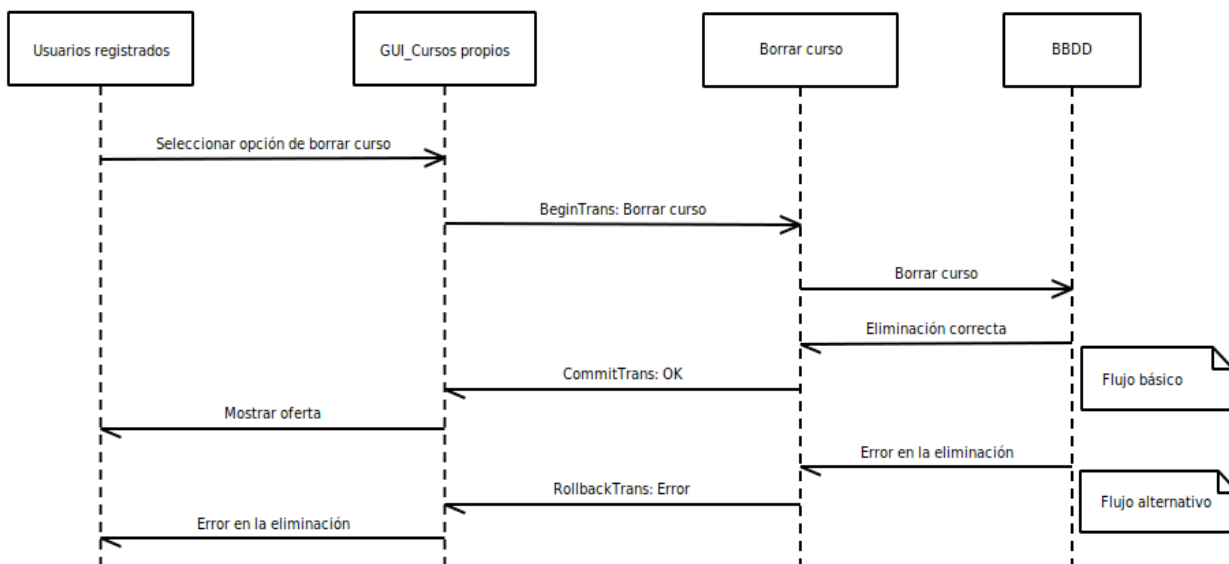 Usuarios registrados
GUI_Cursos propios
Borrar curso
BBDD
Seleccionar opción de borrar curso
BeginTrans: Borrar curso
Borrar curso
Eliminación correcta
CommitTrans: OK
Flujo básico
Mostrar oferta
Error en la eliminación
RollbackTrans: Error
Flujo alternativo
Error en la eliminación